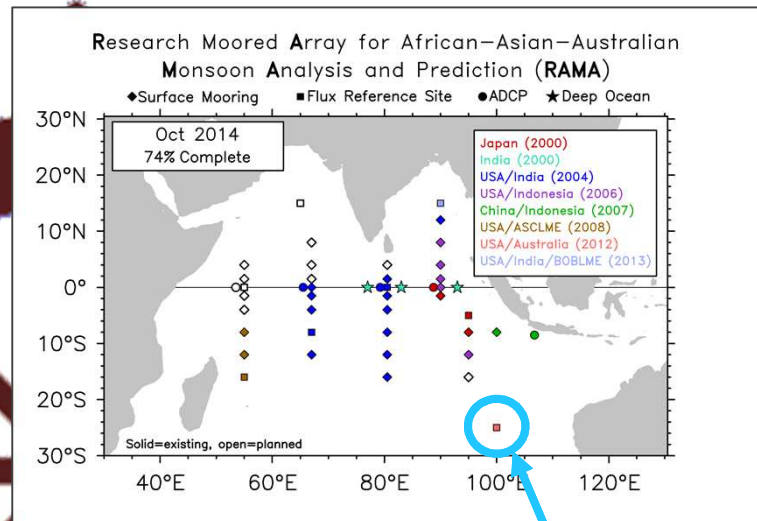 Research Moored Array for African-Asian-Australian
Monsoon Analysis and Prediction (RAMA)
◆Surface Mooring ■Flux Reference Site ●ADCP ★Deep Ocean
Oct 2014
74% Complete
Japan (2000)
India (2000)
USA/India (2004)
USA/Indonesia (2006)
China/Indonesia (2007)
USA/ASCLME (2008)
USA/Australia (2012)
USA/India/BOBLME (2013)
30°N
20°N
10°N
0°
10°S
20°S
30°S
Solid=existing, open=planned
40°E 60°E 80°E 100°E 120°E